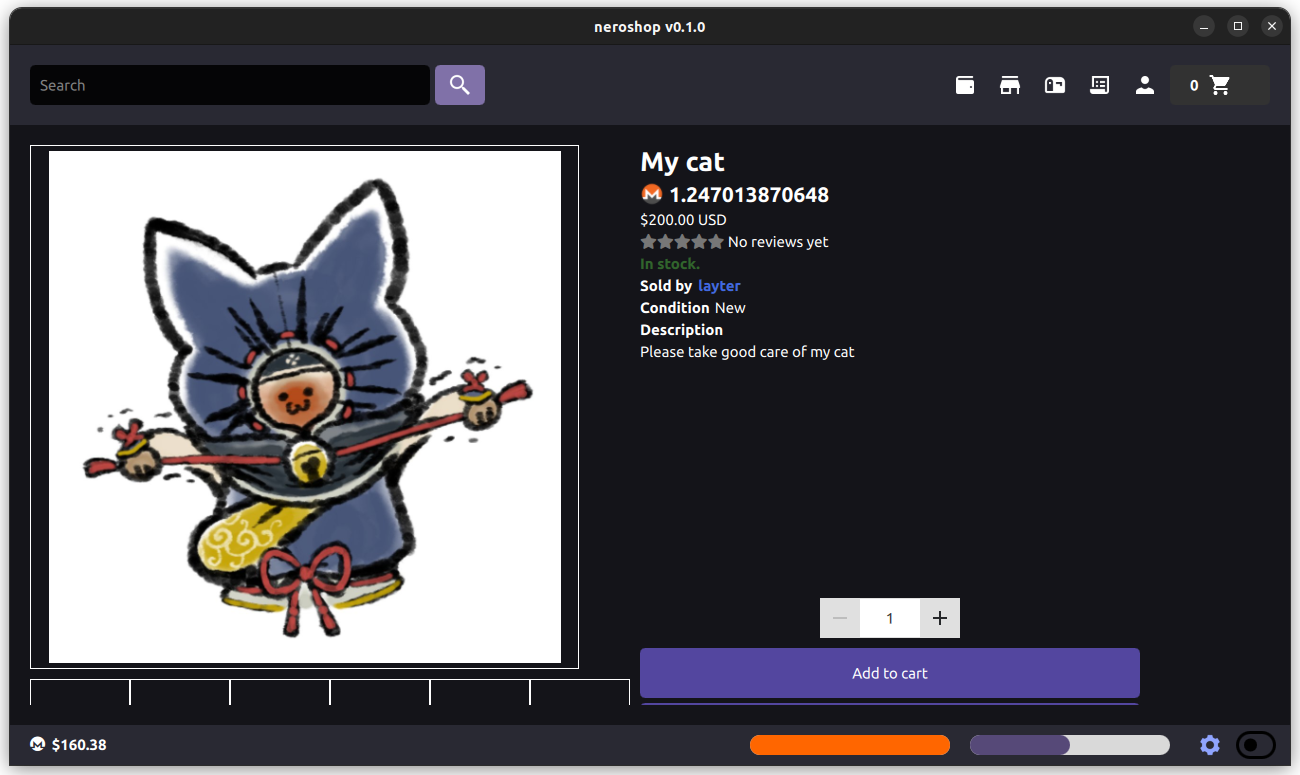 neroshop v0.1.0
Search
0
My cat
1.247013870648
$200.00 USD
No reviews yet
In stock.
Sold by layter
Condition New
Description
Please take good care of my cat
1
Add to cart
$160.38